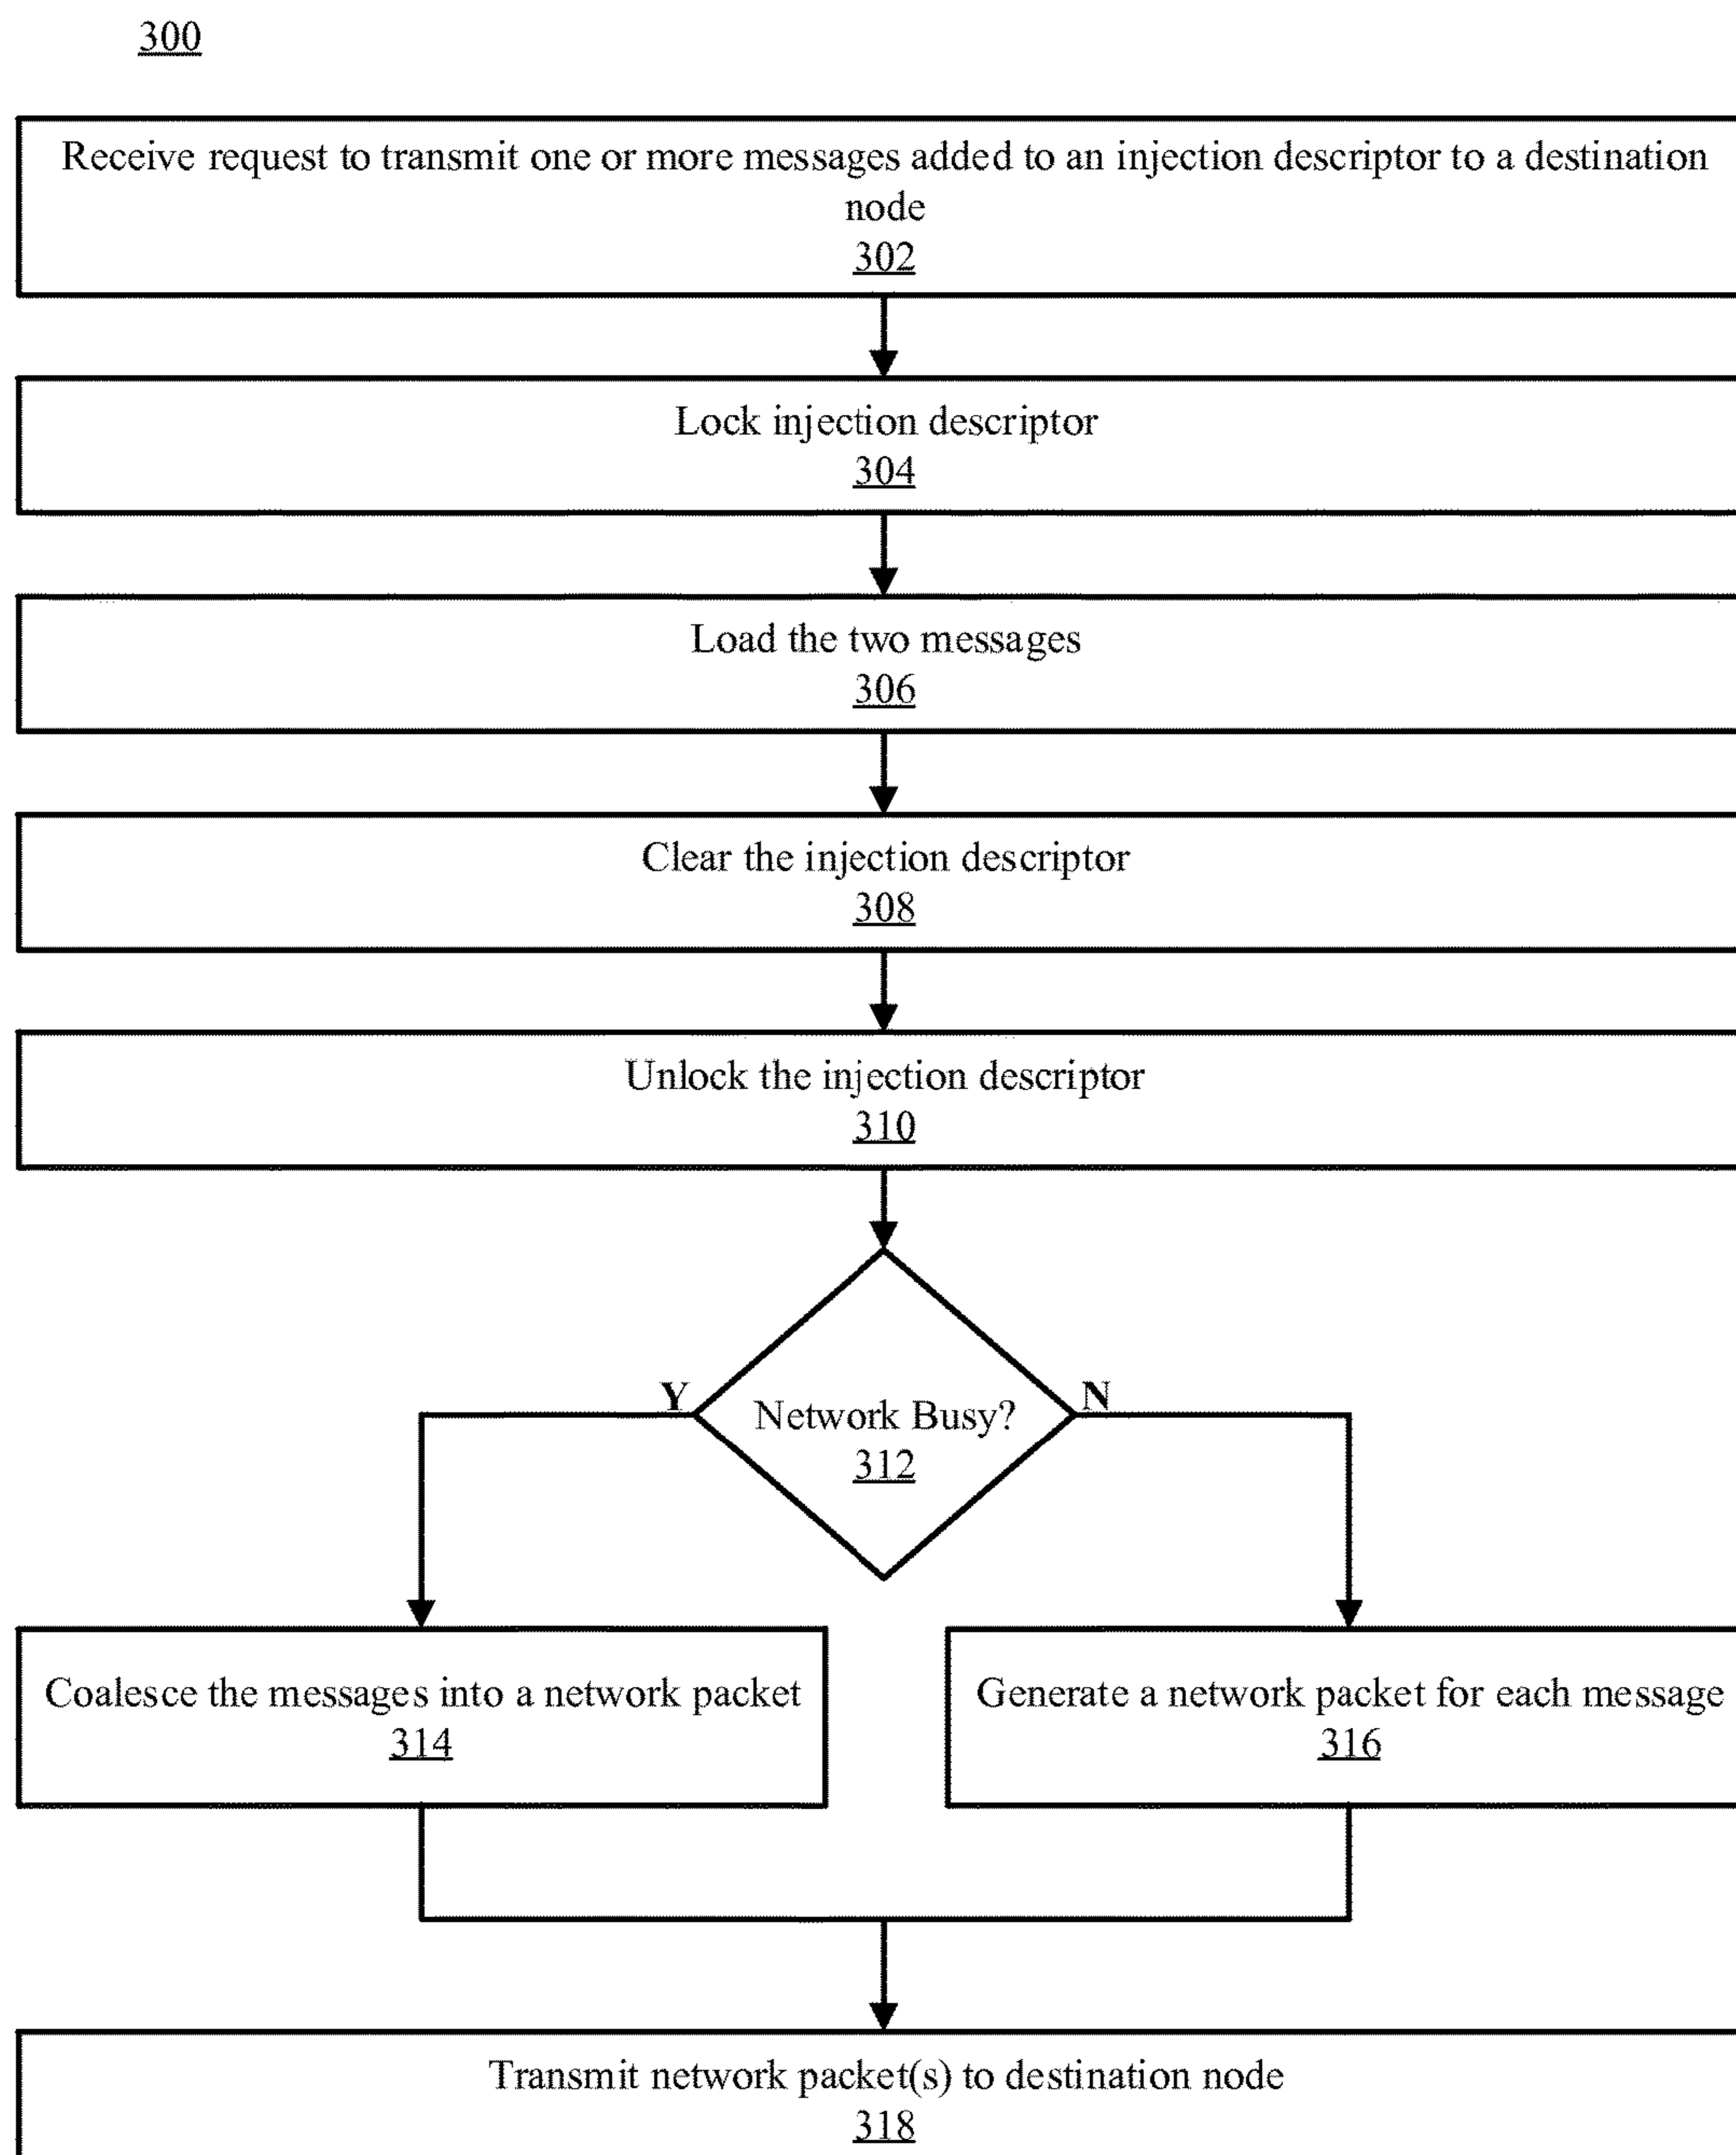 300
Receive request to transmit one or more messages added to an injection descriptor to a destination
node
302
Lock injection descriptor
304
Load the two messages
306
Clear the injection descriptor
308
Unlock the injection descriptor
310
Y
N
Network Busy?
312
Coalesce the messages into a network packet
314
Generate a network packet for each message
316
Transmit network packet(s) to destination node
318